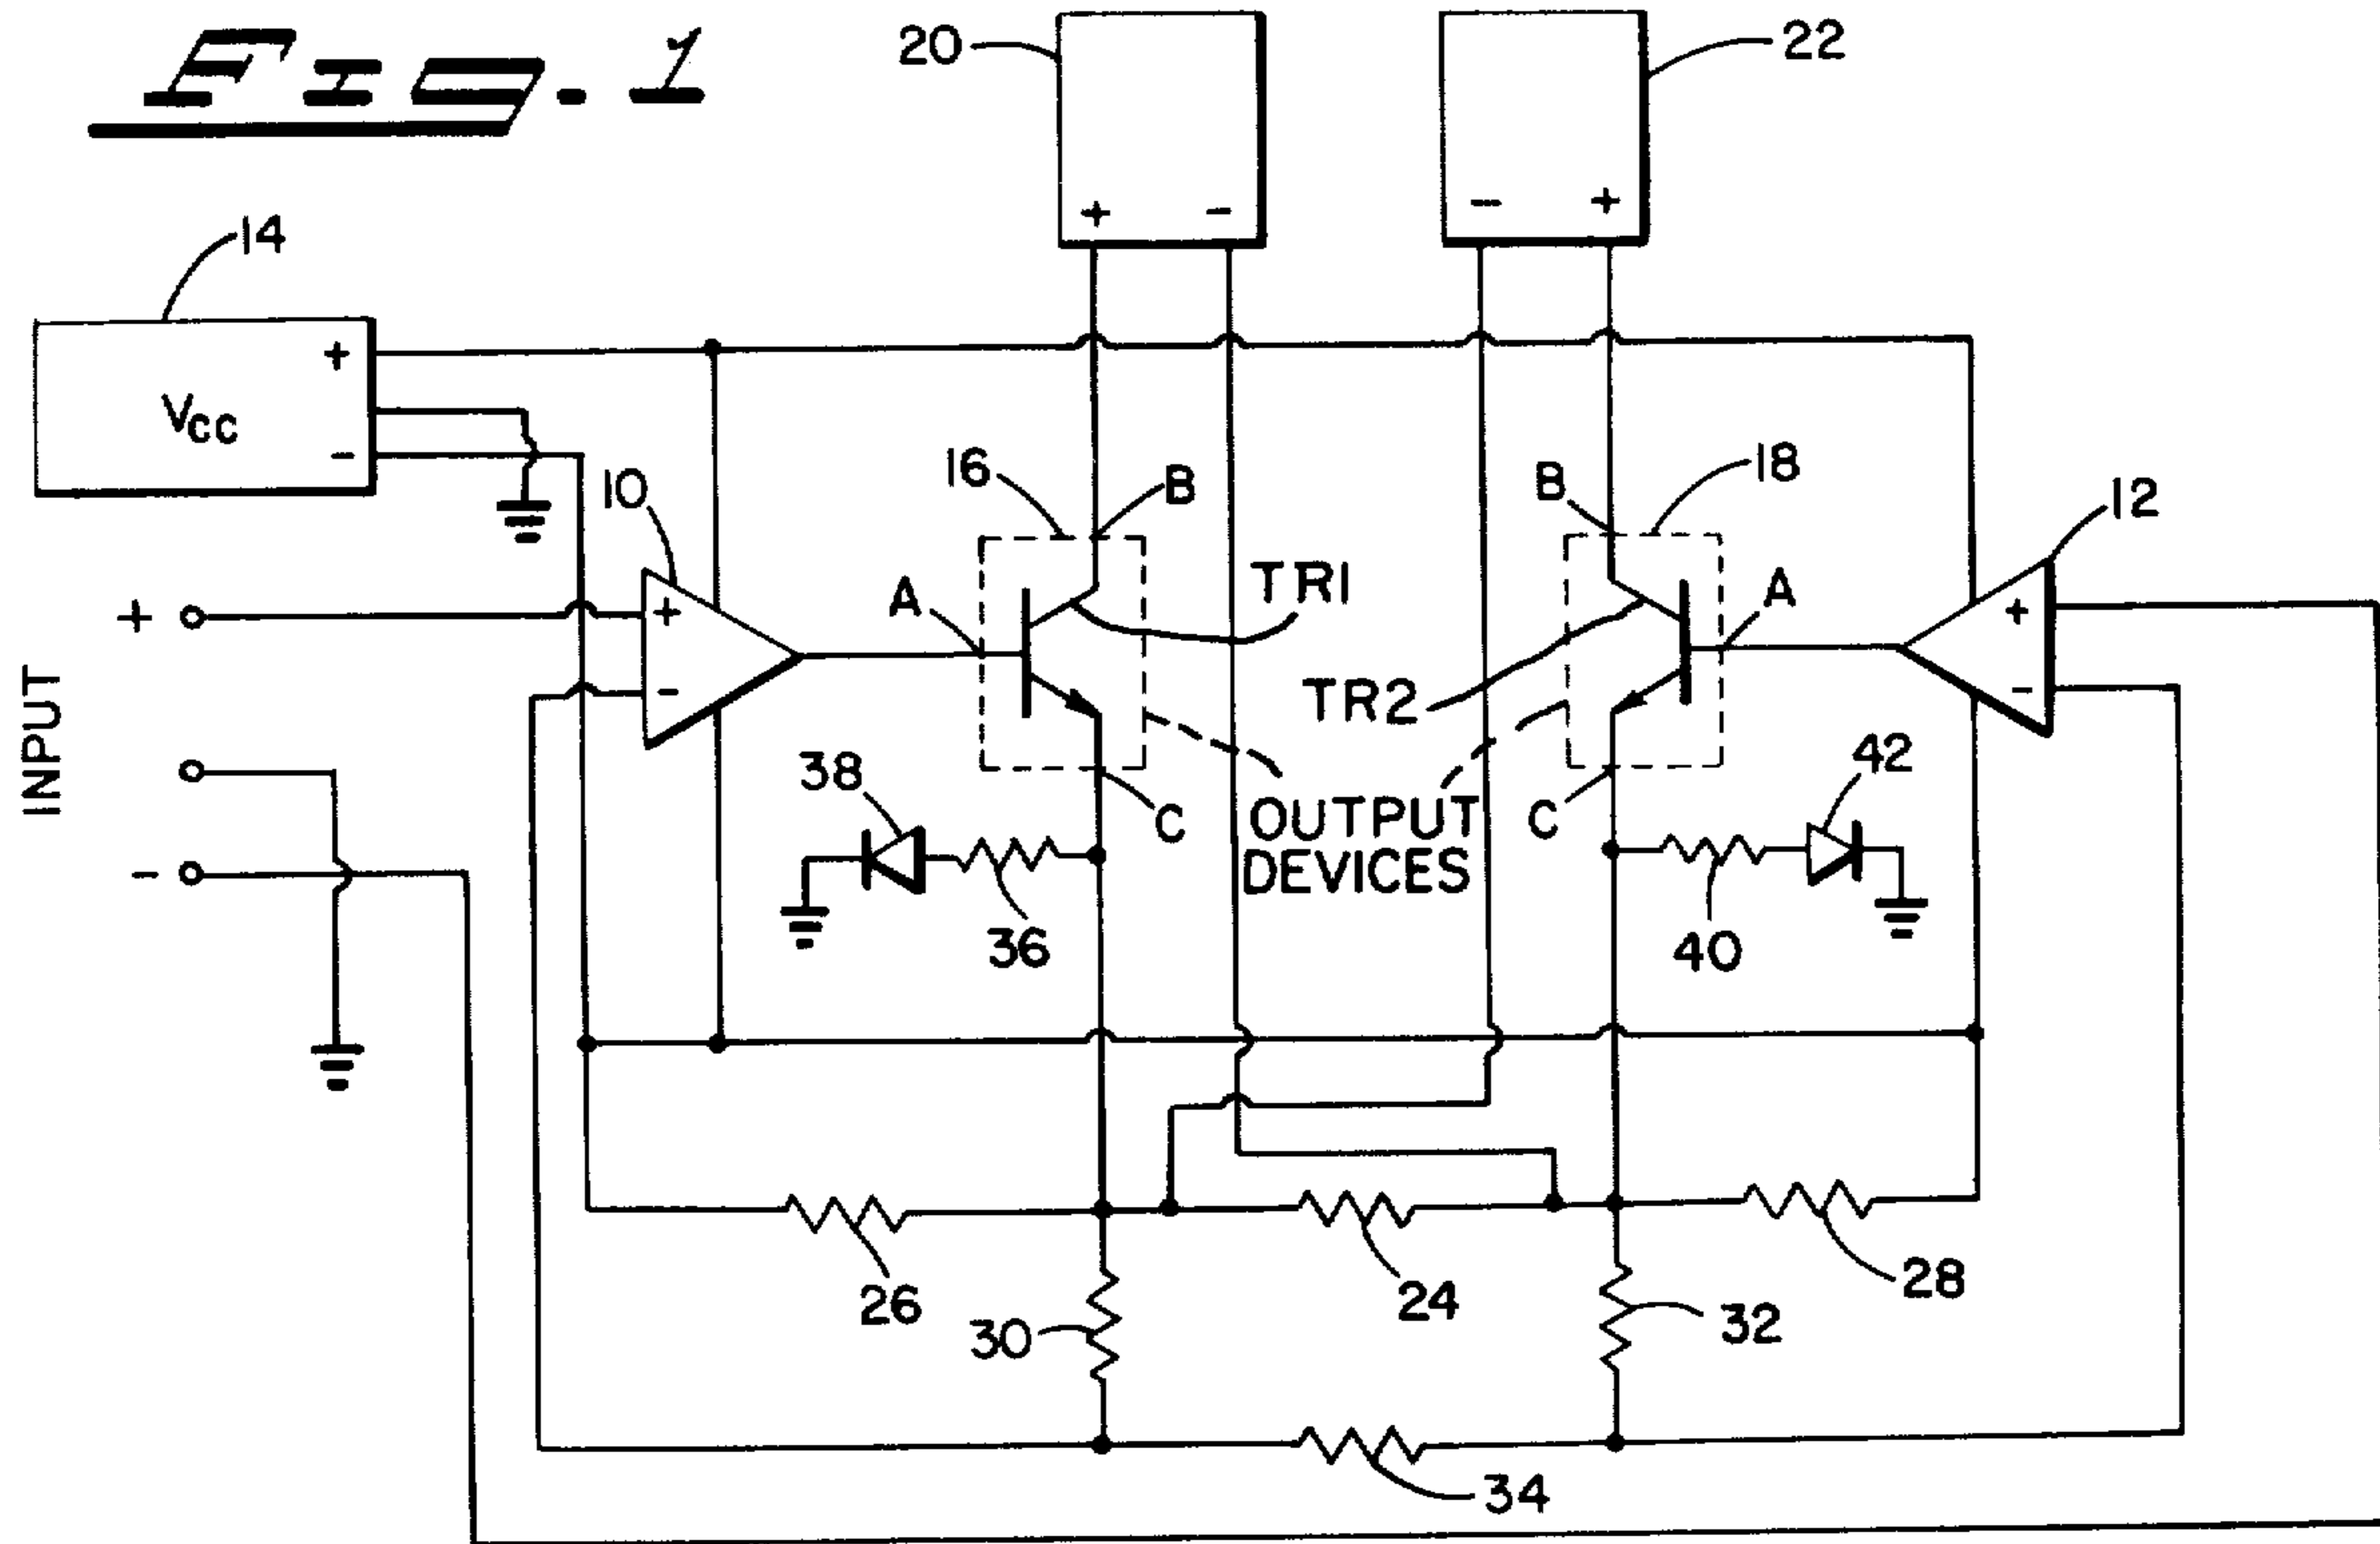 FIG. 1
20
22
14
+ -
- +
+
VCC
-
10
16
B
B
18
12
A
TR1
A
+
+
+
INPUT
-
TR2
-
38
42
C
OUTPUT
DEVICES
C
-
36
40
26
24
28
30
32
34